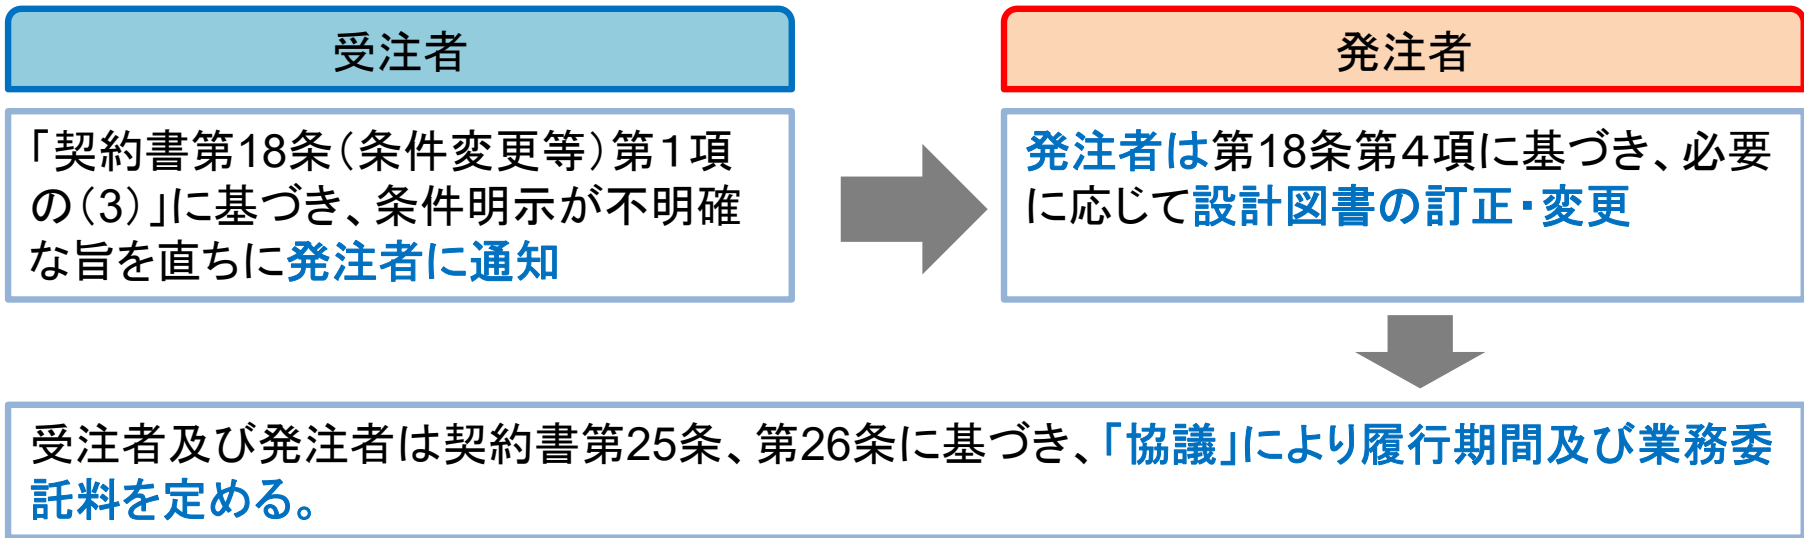 受注者
発注者
「契約書第18条(条件変更等)第1項
の(3)」に基づき、条件明示が不明確
な旨を直ちに発注者に通知
発注者は第18条第4項に基づき、必要
に応じて設計図書の訂正・変更
受注者及び発注者は契約書第25条、第26条に基づき、「協議」により履行期間及び業務委
託料を定める。